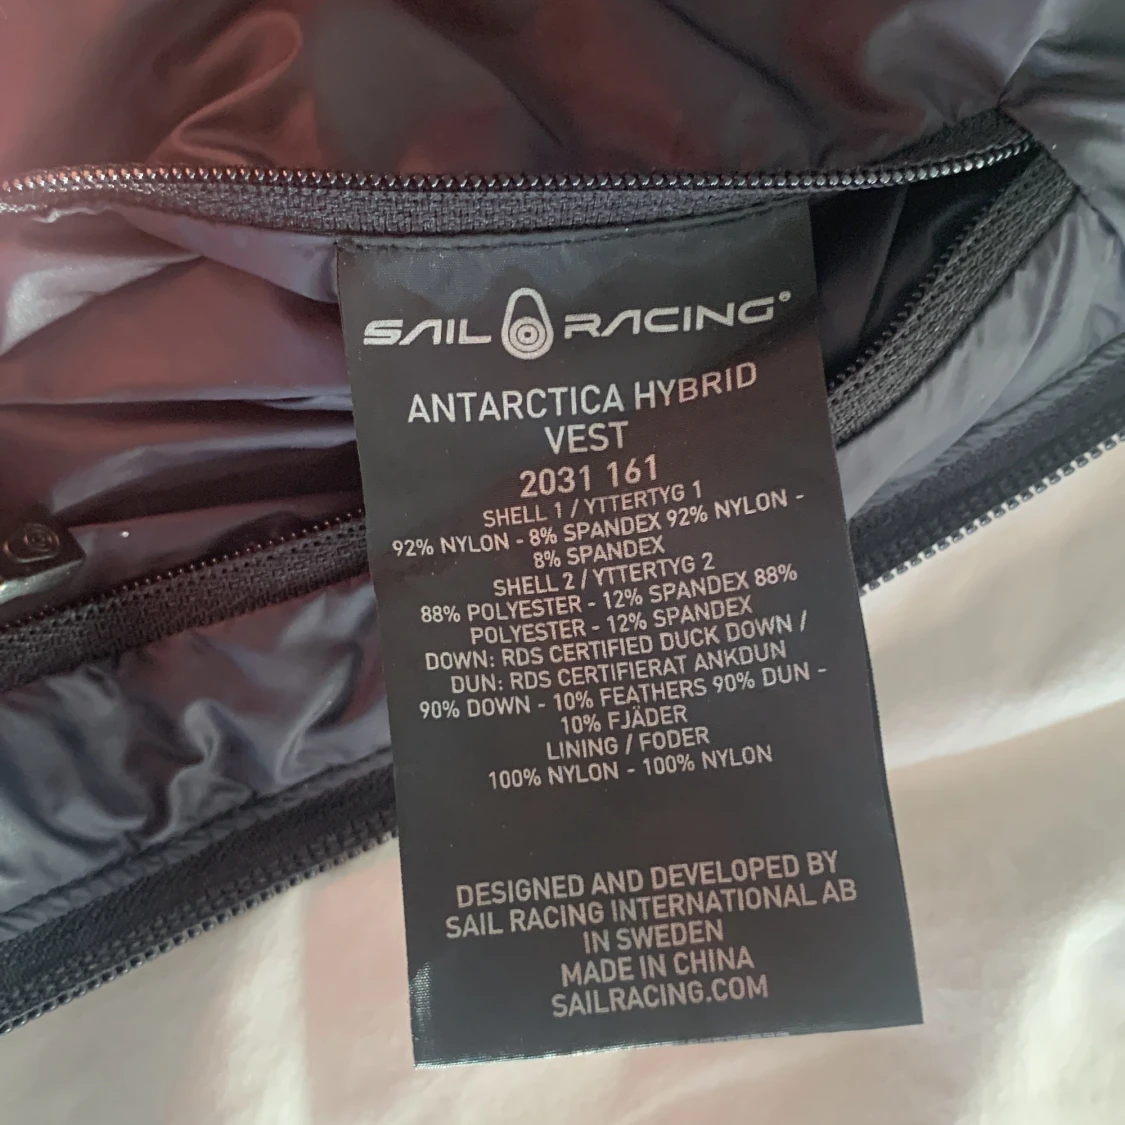 SAIL RACING®
ANTARCTICA HYBRID
VEST
2031 161
SHELL 1 / YTTERTYG 1
92% NYLON - 8% SPANDEX 92% NYLON -
8% SPANDEX
SHELL 2 / YTTERTYG 2
88% POLYESTER - 12% SPANDEX 88%
POLYESTER - 12% SPANDEX
DOWN: RDS CERTIFIED DUCK DOWN /
DUN: RDS CERTIFIERAT ANKDUN
90% DOWN - 10% FEATHERS 90% DUN -
10% FJÄDER
LINING / FODER
100% NYLON - 100% NYLON
DESIGNED AND DEVELOPED BY
SAIL RACING INTERNATIONAL AB
IN SWEDEN
MADE IN CHINA
SAILRACING.COM